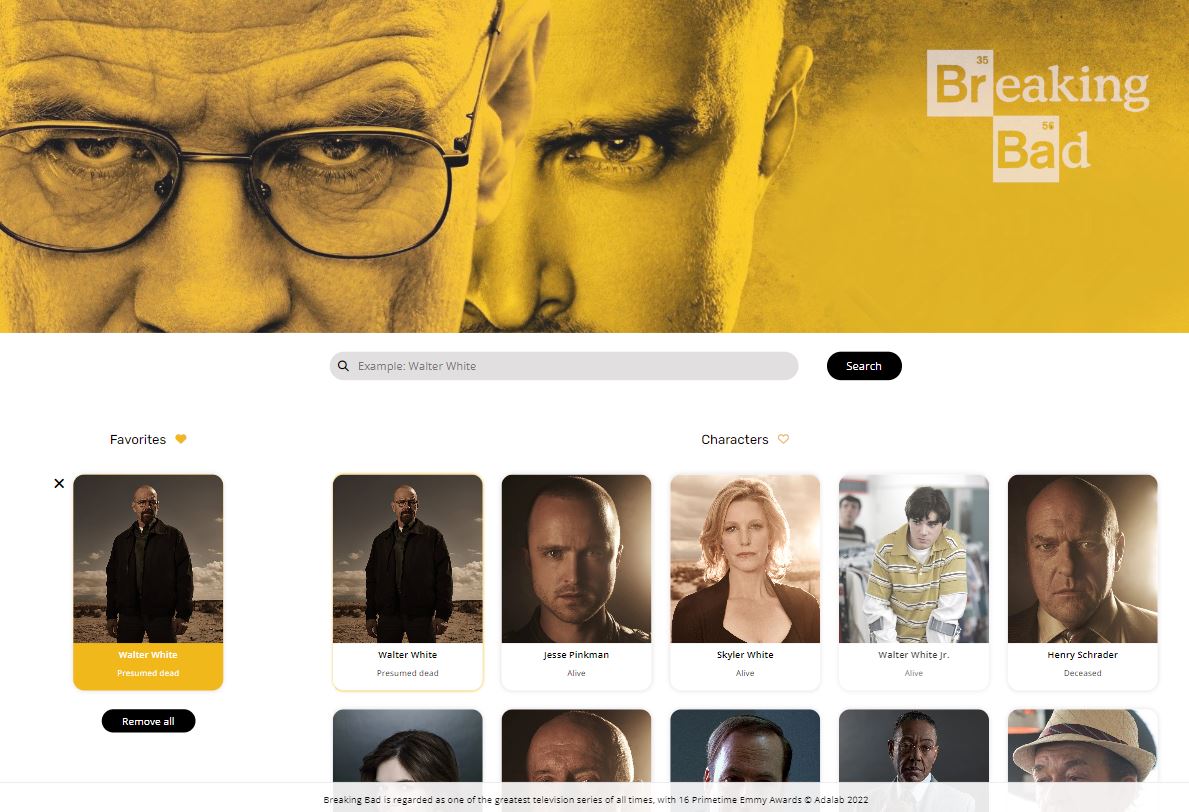 35
Breaking
56
Bad
Example: Walter White
Search
Favorites
Characters
Walter White
Presumed dead
Walter White
Presumed dead
Jesse Pinkman
Alive
Skyler White
Alive
Walter White Jr.
Alive
Henry Schrader
Deceased
Remove all
Breaking Bad is regarded as one of the greatest television series of all times, with 16 Primetime Emmy Awards © Adalab 2022